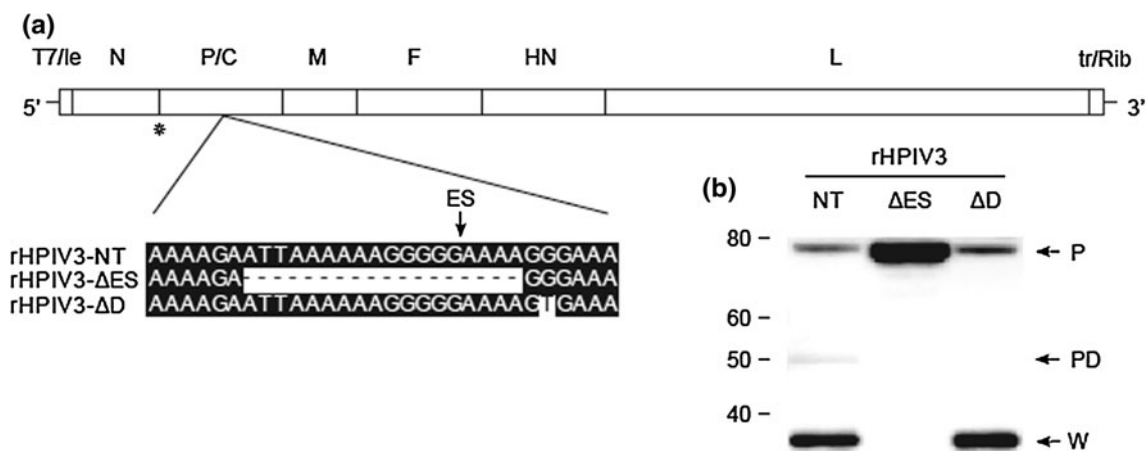 (a)
T7/le N P/C M F HN L tr/Rib
5' 3'
*
ES
rHPIV3-NT AAAAGAATTAAAAAAGGGGGAAAAGGGAAA
rHPIV3-ΔES AAAAGA------------------GGGAAA
rHPIV3-ΔD AAAAGAATTAAAAAAGGGGGAAAAGTGAAA
(b)
rHPIV3
NT ΔES ΔD
80 P
60
50 PD
40
W